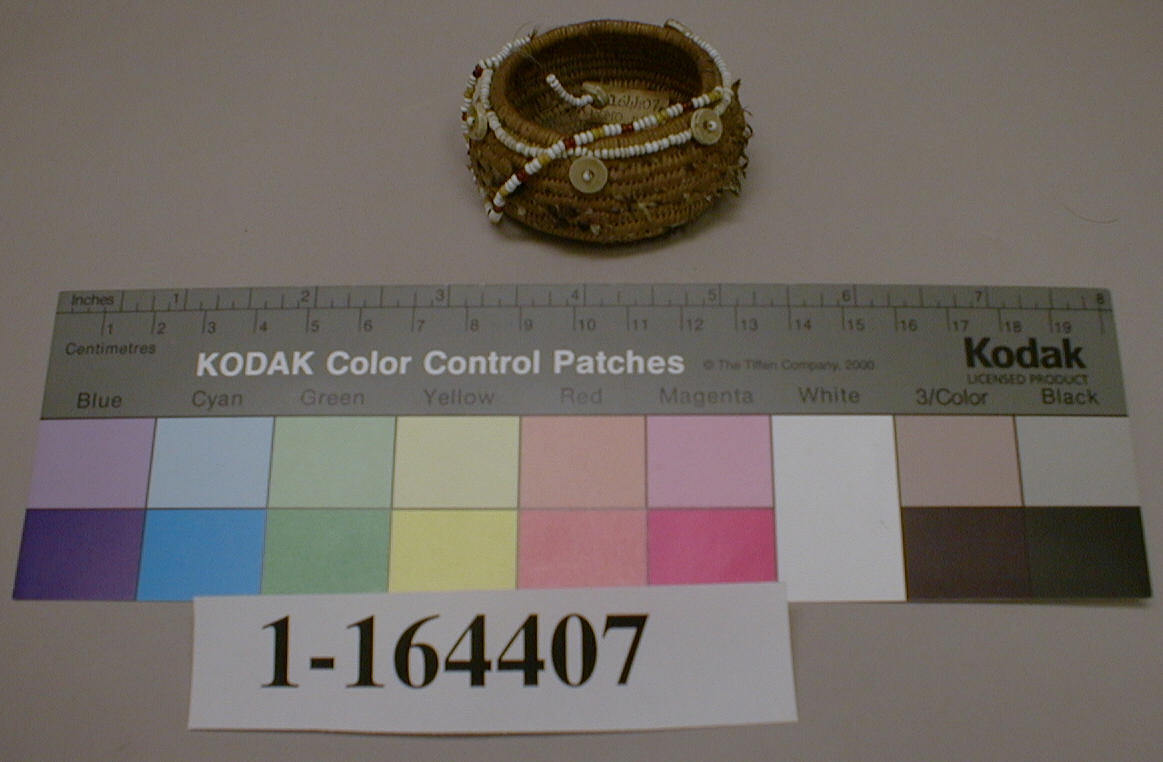 164407
Inches 1 2 3 4 5 6 7 8
1 2 3 4 5 6 7 8 9 10 11 12 13 14 15 16 17 18 19
Centimetres
KODAK Color Control Patches © The Tiffen Company, 2000
Kodak
LICENSED PRODUCT
Blue Cyan Green Yellow Red Magenta White 3/Color Black
1-164407